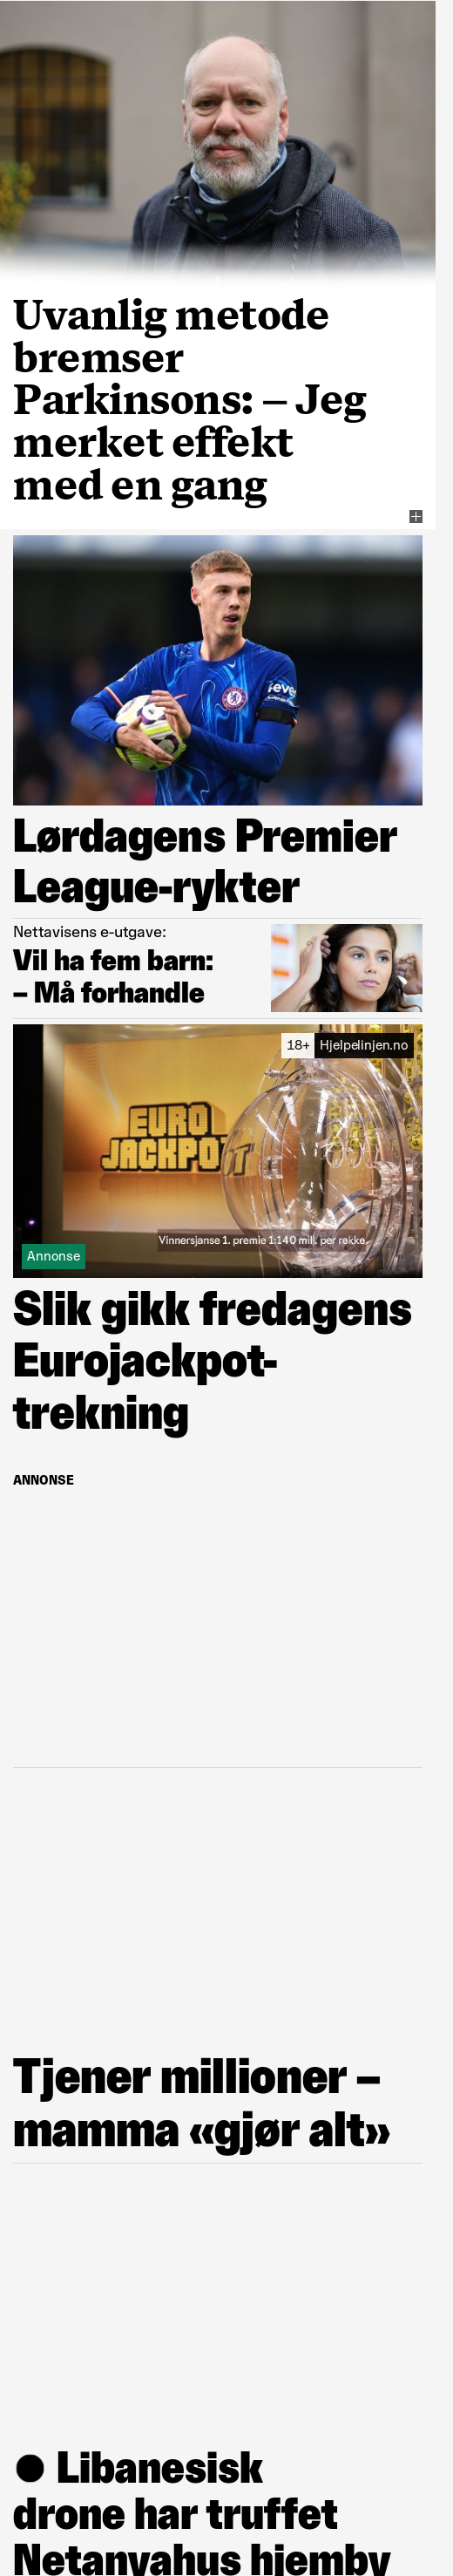 Uvanlig metode
bremser
Parkinsons: – Jeg
merket effekt
med en gang
Lørdagens Premier
League-rykter
Nettavisens e-utgave:
Vil ha fem barn:
– Må forhandle
18+ Hjelpelinjen.no
EURO
JACKPOT
Vinnersjanse 1. premie 1:140 mill. per rekke.
Annonse
Slik gikk fredagens
Eurojackpot-
trekning
ANNONSE
Tjener millioner –
mamma «gjør alt»
● Libanesisk
drone har truffet
Netanyahus hjemby